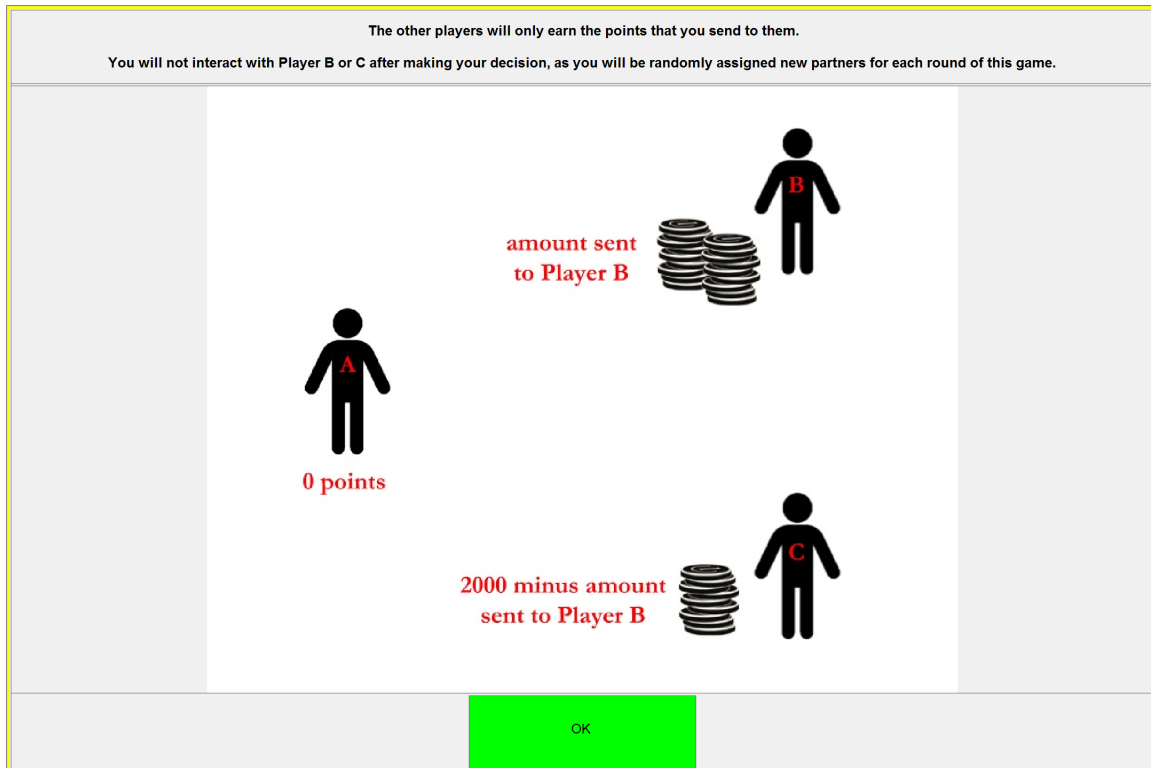 The other players will only earn the points that you send to them.
You will not interact with Player B or C after making your decision, as you will be randomly assigned new partners for each round of this game.
B
amount sent
to Player B
A
0 points
C
2000 minus amount
sent to Player B
OK